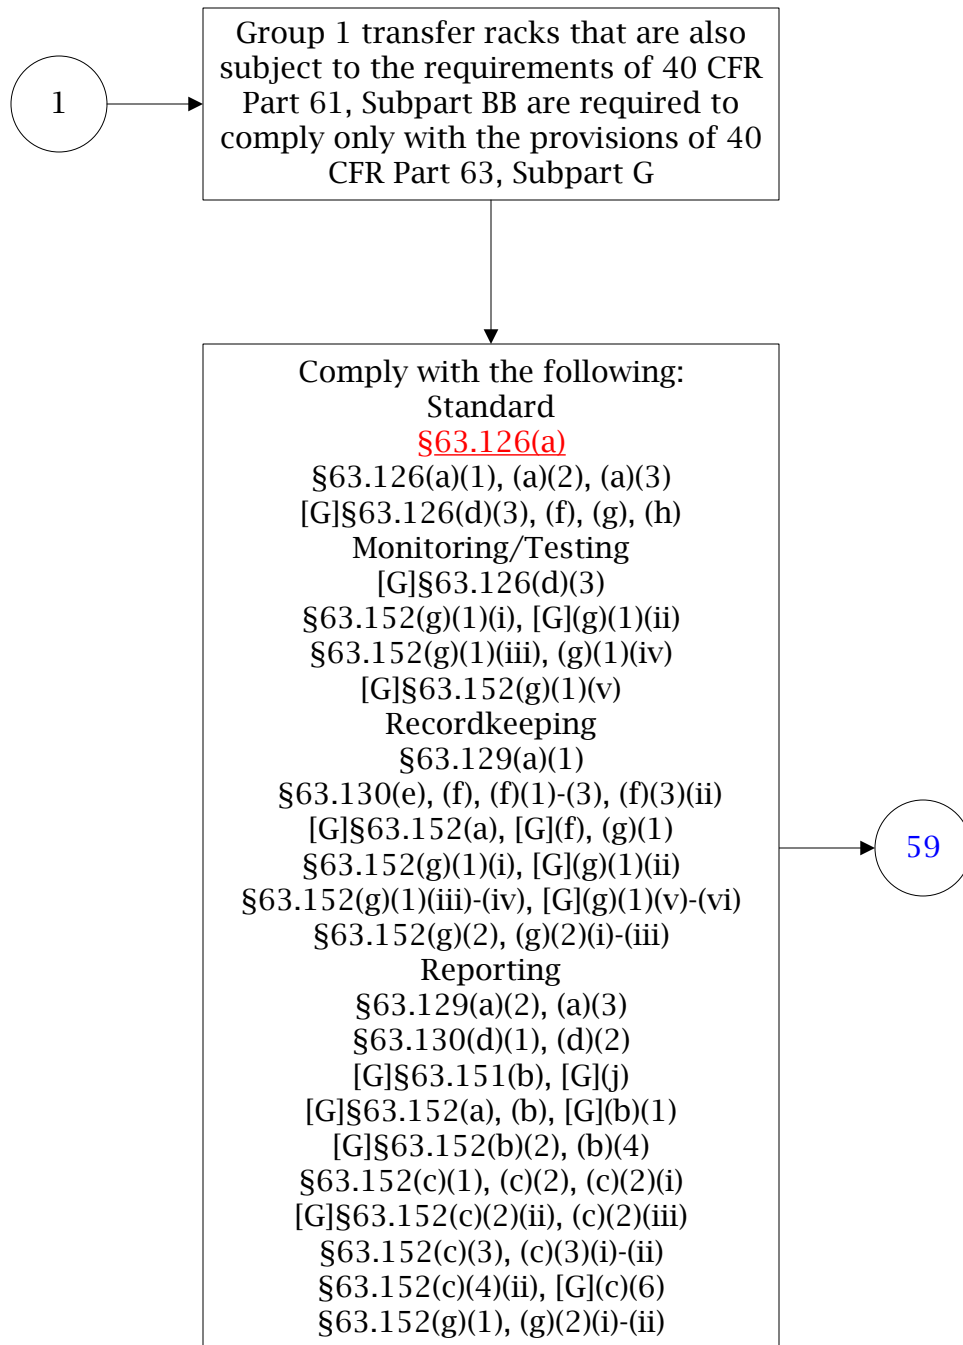 1
Group 1 transfer racks that are also
subject to the requirements of 40 CFR
Part 61, Subpart BB are required to
comply only with the provisions of 40
CFR Part 63, Subpart G
Comply with the following:
Standard
§63.126(a)
§63.126(a)(1), (a)(2), (a)(3)
[G]§63.126(d)(3), (f), (g), (h)
Monitoring/Testing
[G]§63.126(d)(3)
§63.152(g)(1)(i), [G](g)(1)(ii)
§63.152(g)(1)(iii), (g)(1)(iv)
[G]§63.152(g)(1)(v)
Recordkeeping
§63.129(a)(1)
§63.130(e), (f), (f)(1)-(3), (f)(3)(ii)
[G]§63.152(a), [G](f), (g)(1)
§63.152(g)(1)(i), [G](g)(1)(ii)
§63.152(g)(1)(iii)-(iv), [G](g)(1)(v)-(vi)
§63.152(g)(2), (g)(2)(i)-(iii)
Reporting
§63.129(a)(2), (a)(3)
§63.130(d)(1), (d)(2)
[G]§63.151(b), [G](j)
[G]§63.152(a), (b), [G](b)(1)
[G]§63.152(b)(2), (b)(4)
§63.152(c)(1), (c)(2), (c)(2)(i)
[G]§63.152(c)(2)(ii), (c)(2)(iii)
§63.152(c)(3), (c)(3)(i)-(ii)
§63.152(c)(4)(ii), [G](c)(6)
§63.152(g)(1), (g)(2)(i)-(ii)
59